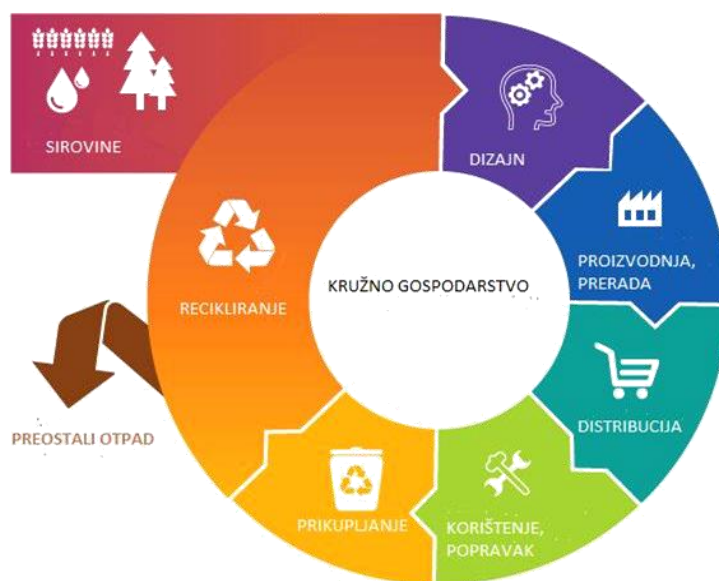 SIROVINE
DIZAJN
PROIZVODNJA,
PRERADA
KRUŽNO GOSPODARSTVO
RECIKLIRANJE
DISTRIBUCIJA
PREOSTALI OTPAD
PRIKUPLJANJE
KORIŠTENJE,
POPRAVAK